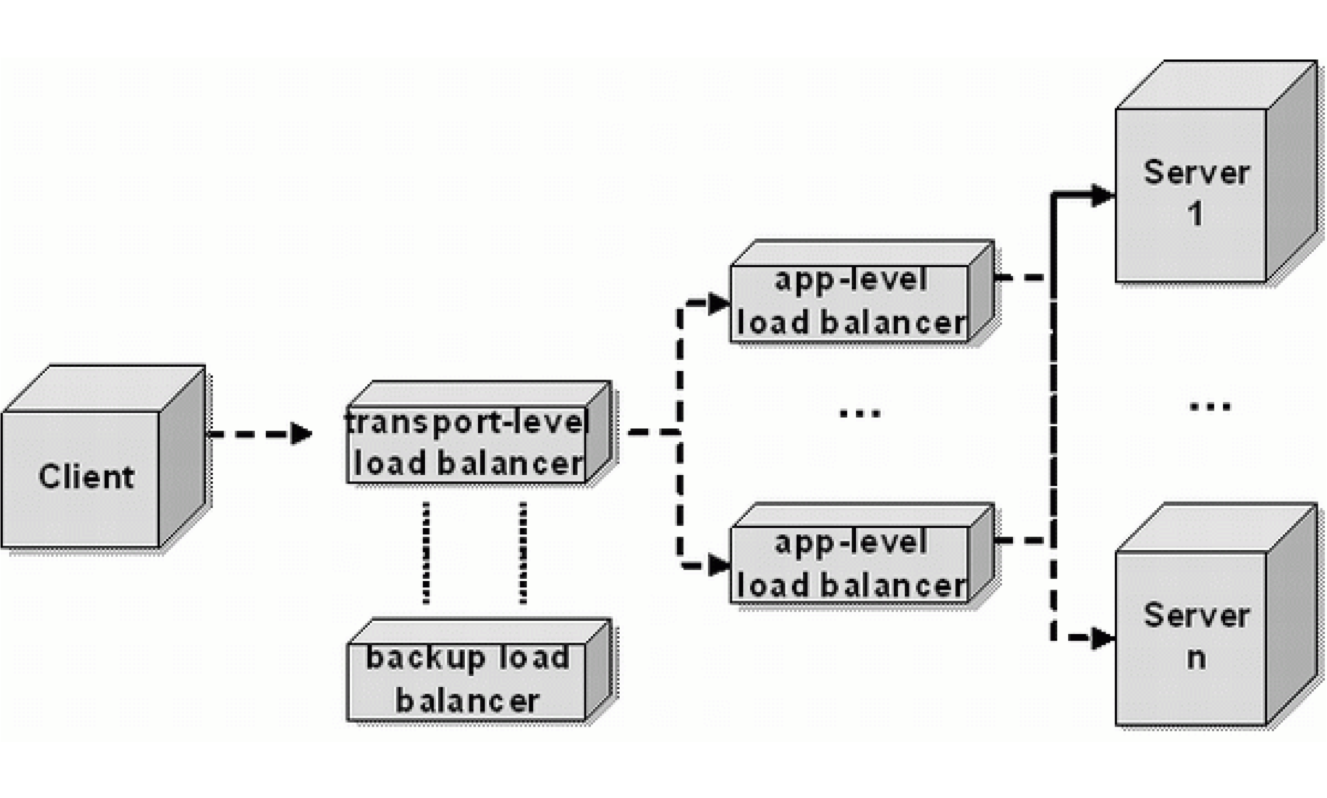 Client
transport-level
load balancer
backup load
balancer
app-level
load balancer
...
app-level
load balancer
Server
1
...
Server
n